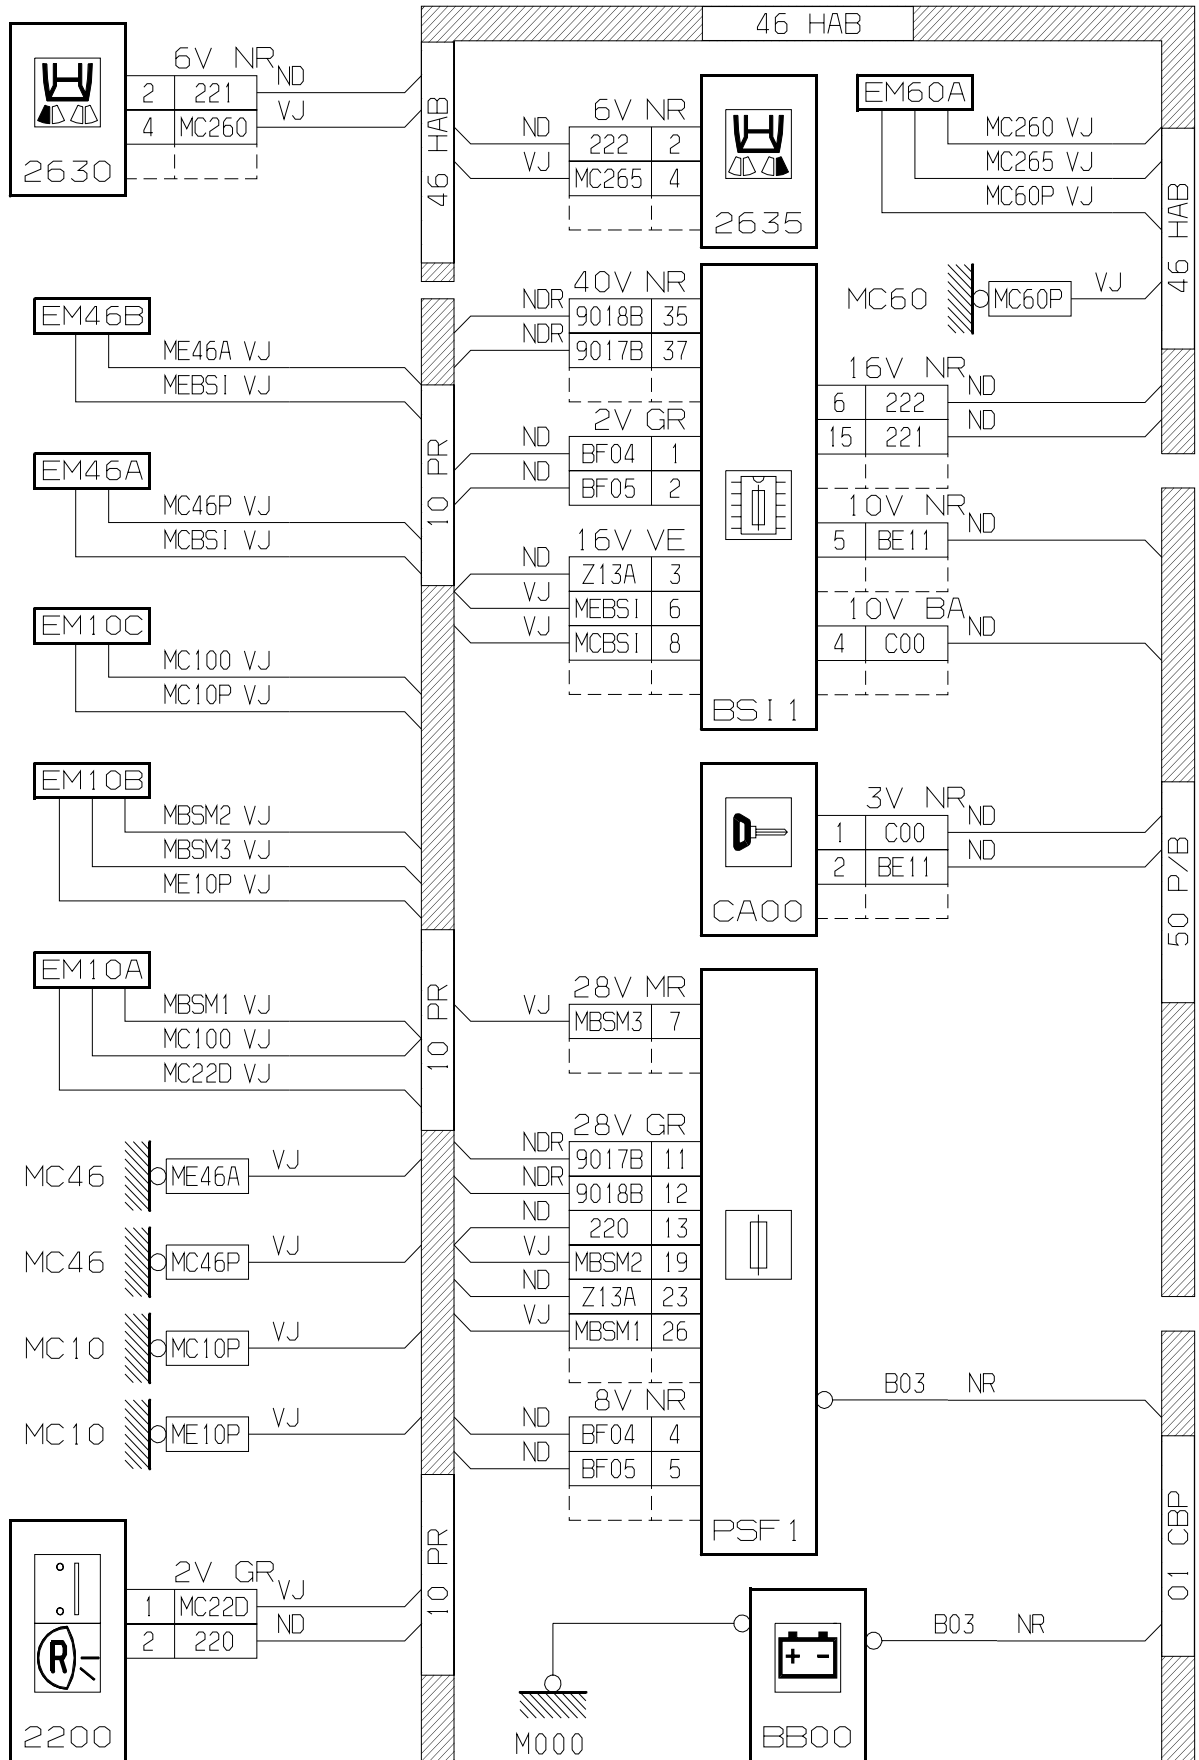 46 HAB
6V NR
2 221 ND
4 MC260 VJ
2630
46 HAB
6V NR
ND 222 2
VJ MC265 4
2635
EM60A
MC260 VJ
MC265 VJ
MC60P VJ
46 HAB
MC60 MC60P VJ
EM46B
ME46A VJ
MEBSI VJ
EM46A
MC46P VJ
MCBSI VJ
EM10C
MC100 VJ
MC10P VJ
EM10B
MBSM2 VJ
MBSM3 VJ
ME10P VJ
EM10A
MBSM1 VJ
MC100 VJ
MC22D VJ
MC46 ME46A VJ
MC46 MC46P VJ
MC10 MC10P VJ
MC10 ME10P VJ
2V GR
1 MC22D VJ
2 220 ND
R
2200
10 PR
10 PR
10 PR
40V NR
NDR 9018B 35
NDR 9017B 37
2V GR
ND BF04 1
ND BF05 2
16V VE
ND Z13A 3
VJ MEBSI 6
VJ MCBSI 8
BSI1
16V NR
6 222 ND
15 221 ND
10V NR
5 BE11 ND
10V BA
4 C00 ND
3V NR
1 C00 ND
2 BE11 ND
CA00
50 P/B
28V MR
VJ MBSM3 7
28V GR
NDR 9017B 11
NDR 9018B 12
ND 220 13
VJ MBSM2 19
ND Z13A 23
VJ MBSM1 26
8V NR
ND BF04 4
ND BF05 5
PSF1
B03 NR
01 CBP
B03 NR
+ -
BB00
M000